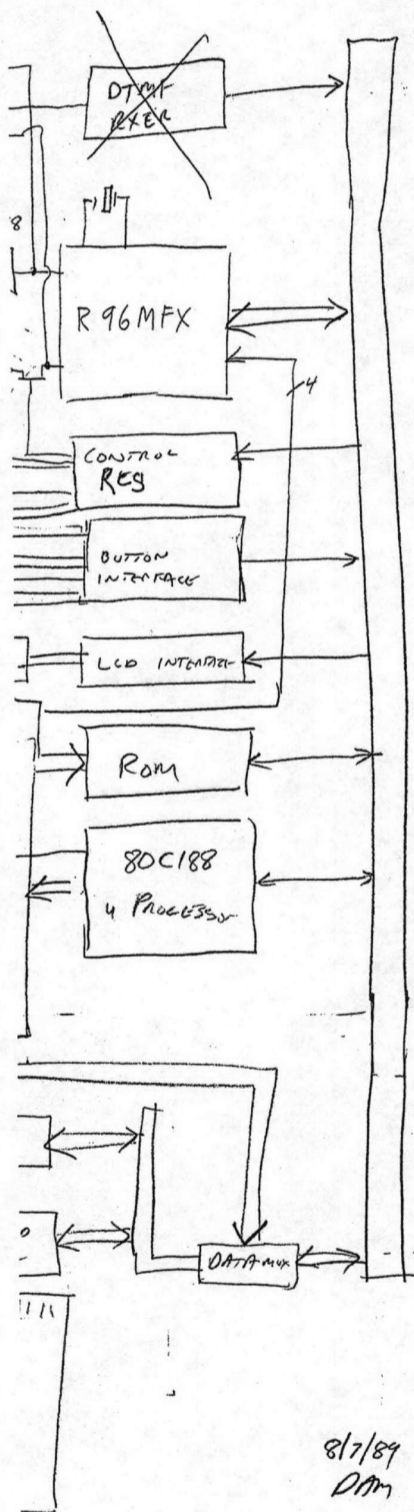 DTMF
RXER
8
R96MFX
4
CONTROL
REG
BUTTON
INTERFACE
LCD INTERFACE
ROM
80C188
u PROCESSOR
DATA MUX
8/7/89
DAM